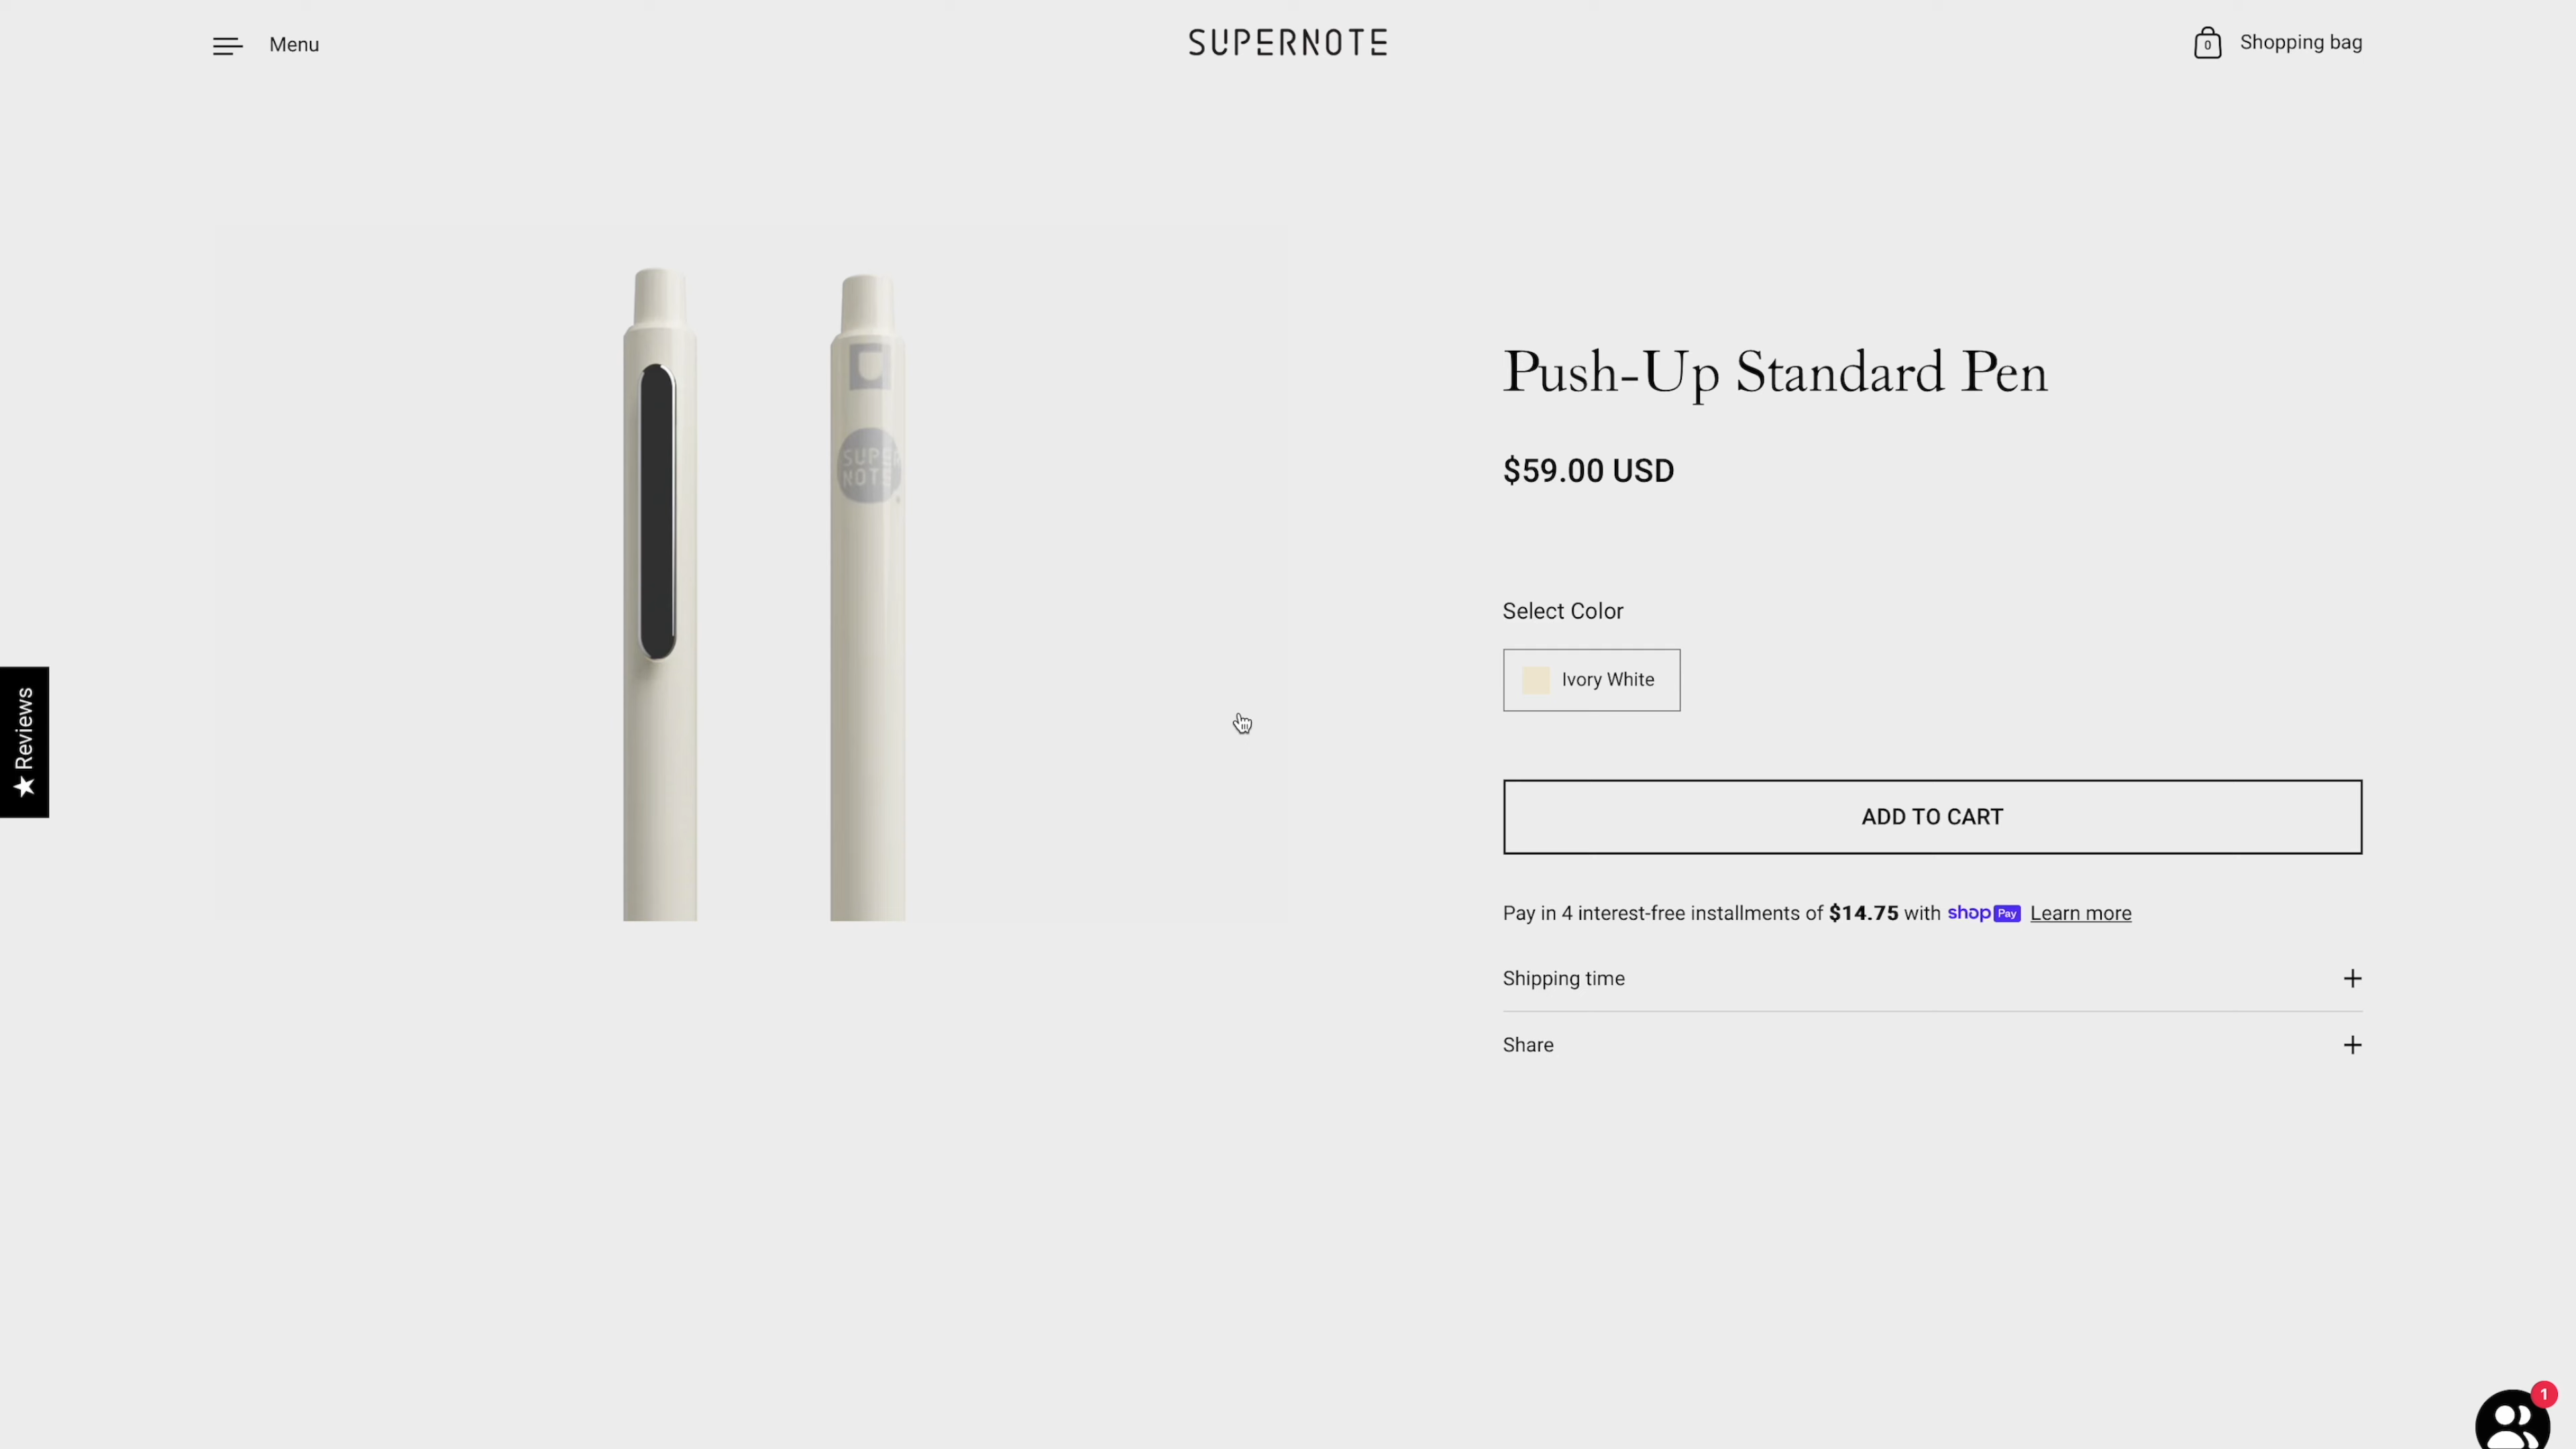 Menu
SUPERNOTE
0
Shopping bag
SUPER
NOTE
Push-Up Standard Pen
$59.00 USD
Select Color
Ivory White
ADD TO CART
Pay in 4 interest-free installments of $14.75 with shop Pay Learn more
Shipping time
Share
★ Reviews
1